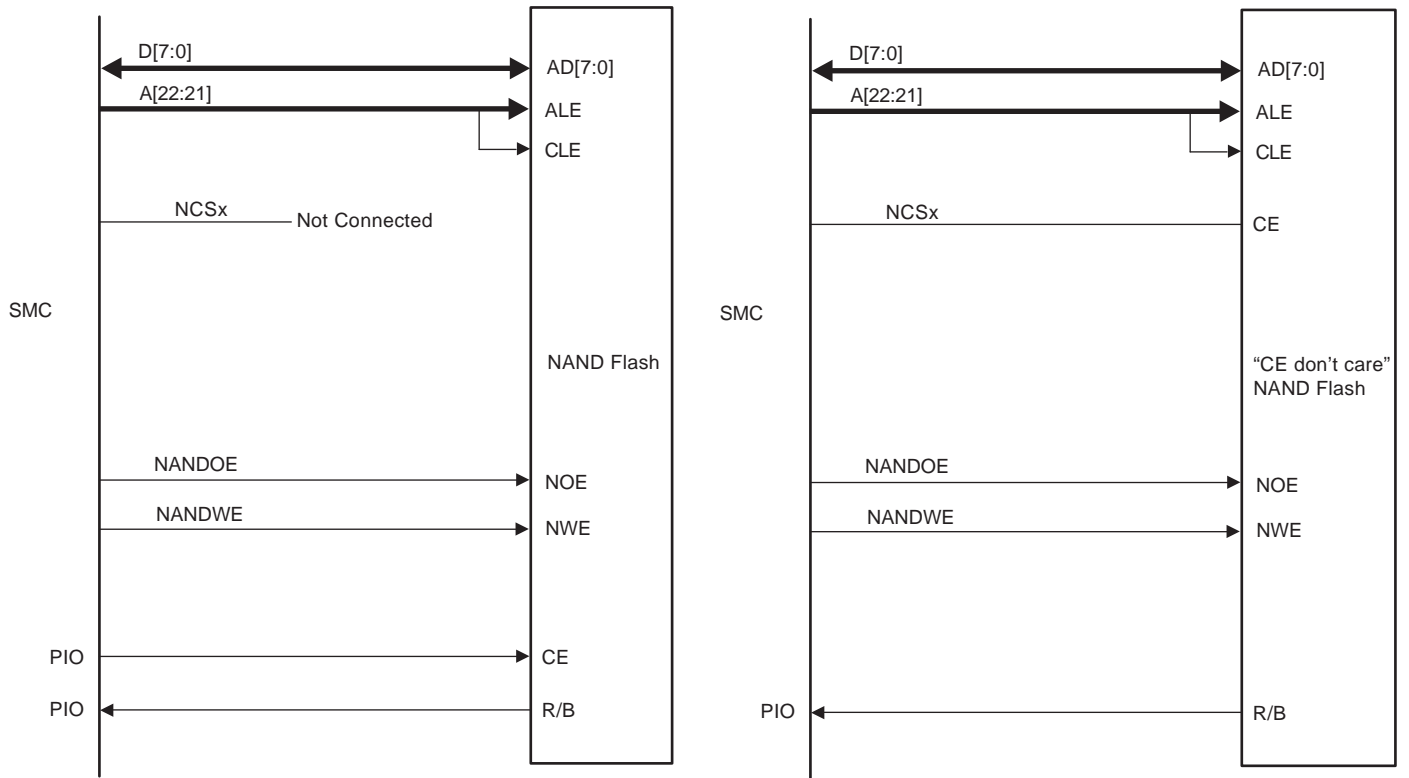 D[7:0]
AD[7:0]
A[22:21]
ALE
CLE
NCSx
Not Connected
SMC
NAND Flash
NANDOE
NOE
NANDWE
NWE
PIO
CE
PIO
R/B
D[7:0]
AD[7:0]
A[22:21]
ALE
CLE
NCSx
CE
SMC
“CE don’t care”
NAND Flash
NANDOE
NOE
NANDWE
NWE
PIO
R/B